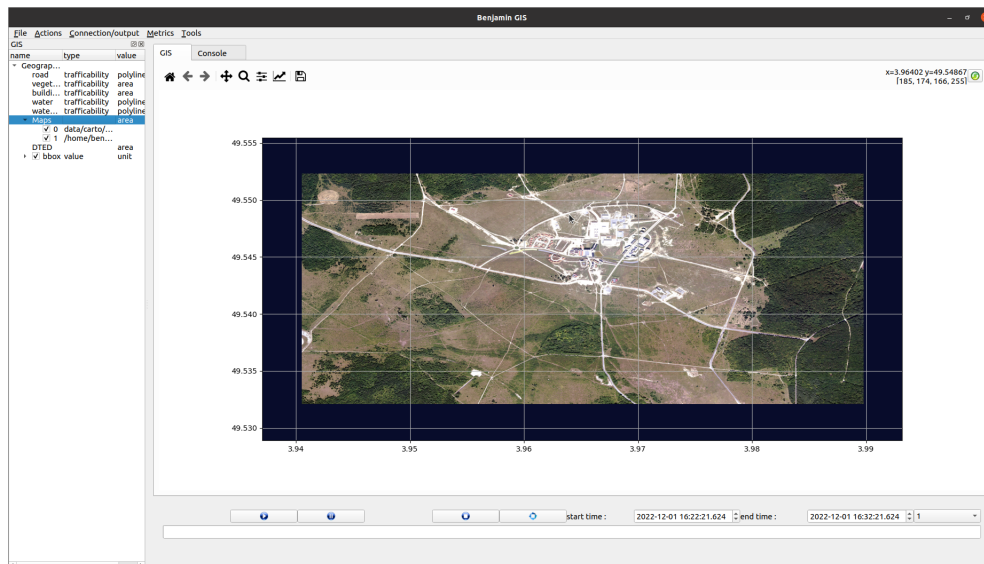 Benjamin GIS
File Actions Connection/output Metrics Tools
GIS
name type value
Geograp...
road trafficability polyline
veget... trafficability area
buildi... trafficability area
water trafficability polyline
wate... trafficability polyline
Maps area
0 data/carto/...
1 /home/ben...
DTED area
bbox value unit
GIS Console
x=3.96402 y=49.54867
[185, 174, 166, 255]
49.555
49.550
49.545
49.540
49.535
49.530
3.94 3.95 3.96 3.97 3.98 3.99
start time : 2022-12-01 16:22:21.624 end time : 2022-12-01 16:32:21.624 1